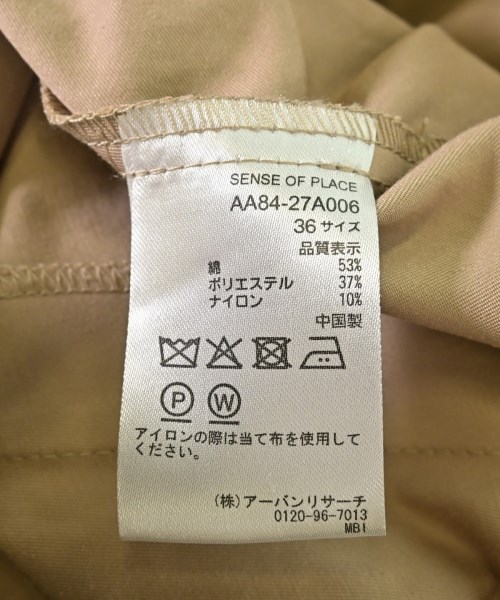 SENSE OF PLACE
AA84-27A006
36 サイズ
品質表示
綿 53%
ポリエステル 37%
ナイロン 10%
中国製
P W
アイロンの際は当て布を使用して
ください。
(株)アーバンリサーチ
0120-96-7013
MBI